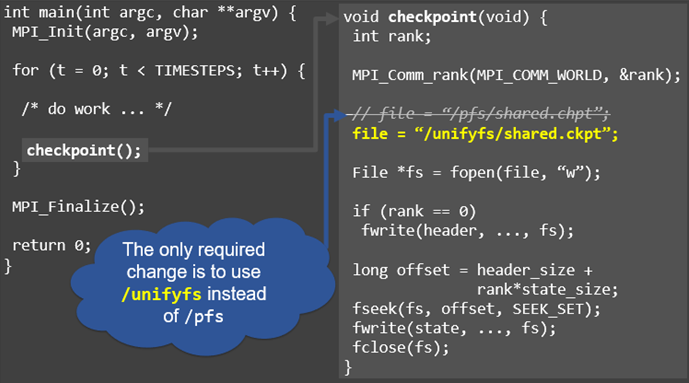 int main(int argc, char **argv) {
MPI_Init(argc, argv);
for (t = 0; t < TIMESTEPS; t++) {
/* do work ... */
checkpoint();
}
MPI_Finalize();
return 0;
}
The only required
change is to use
/unifyfs instead
of /pfs
void checkpoint(void) {
int rank;
MPI_Comm_rank(MPI_COMM_WORLD, &rank);
// file = “/pfs/shared.chpt”;
file = “/unifyfs/shared.ckpt”;
File *fs = fopen(file, “w”);
if (rank == 0)
fwrite(header, ..., fs);
long offset = header_size +
rank*state_size;
fseek(fs, offset, SEEK_SET);
fwrite(state, ..., fs);
fclose(fs);
}